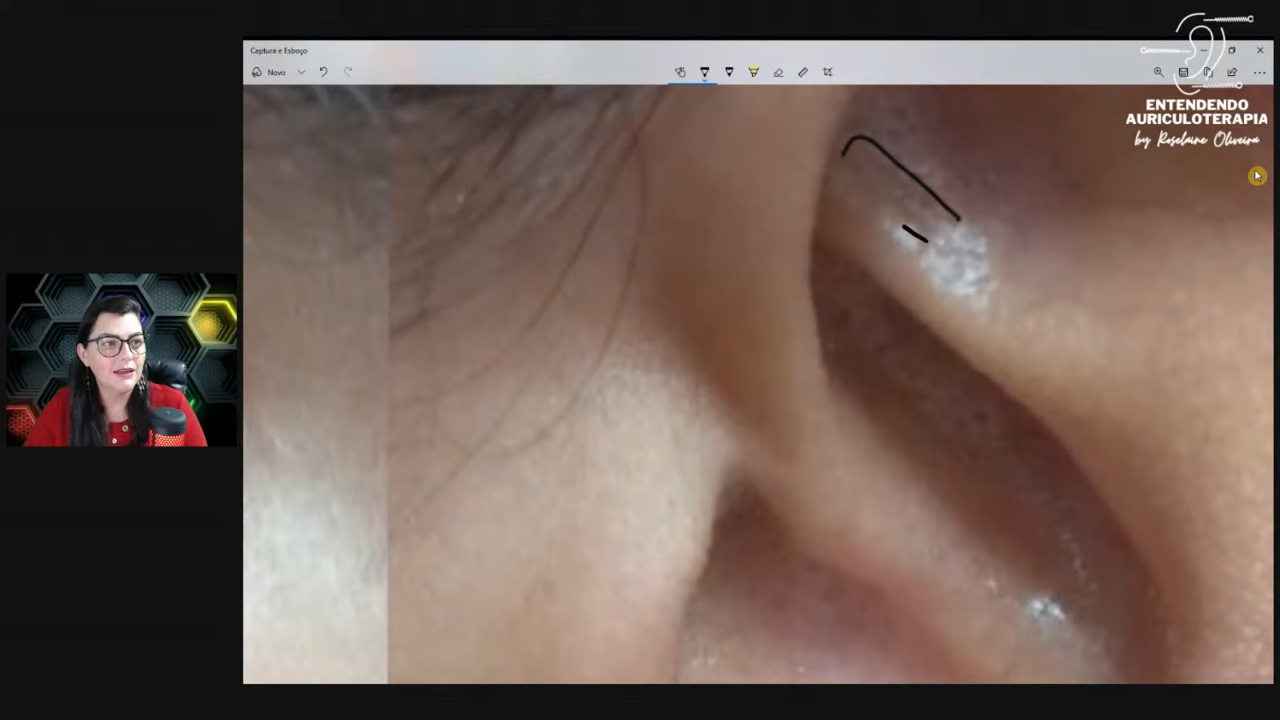 Captura e Esboço
Novo
ENTENDENDO
AURICULOTERAPIA
by Roselaine Oliveira